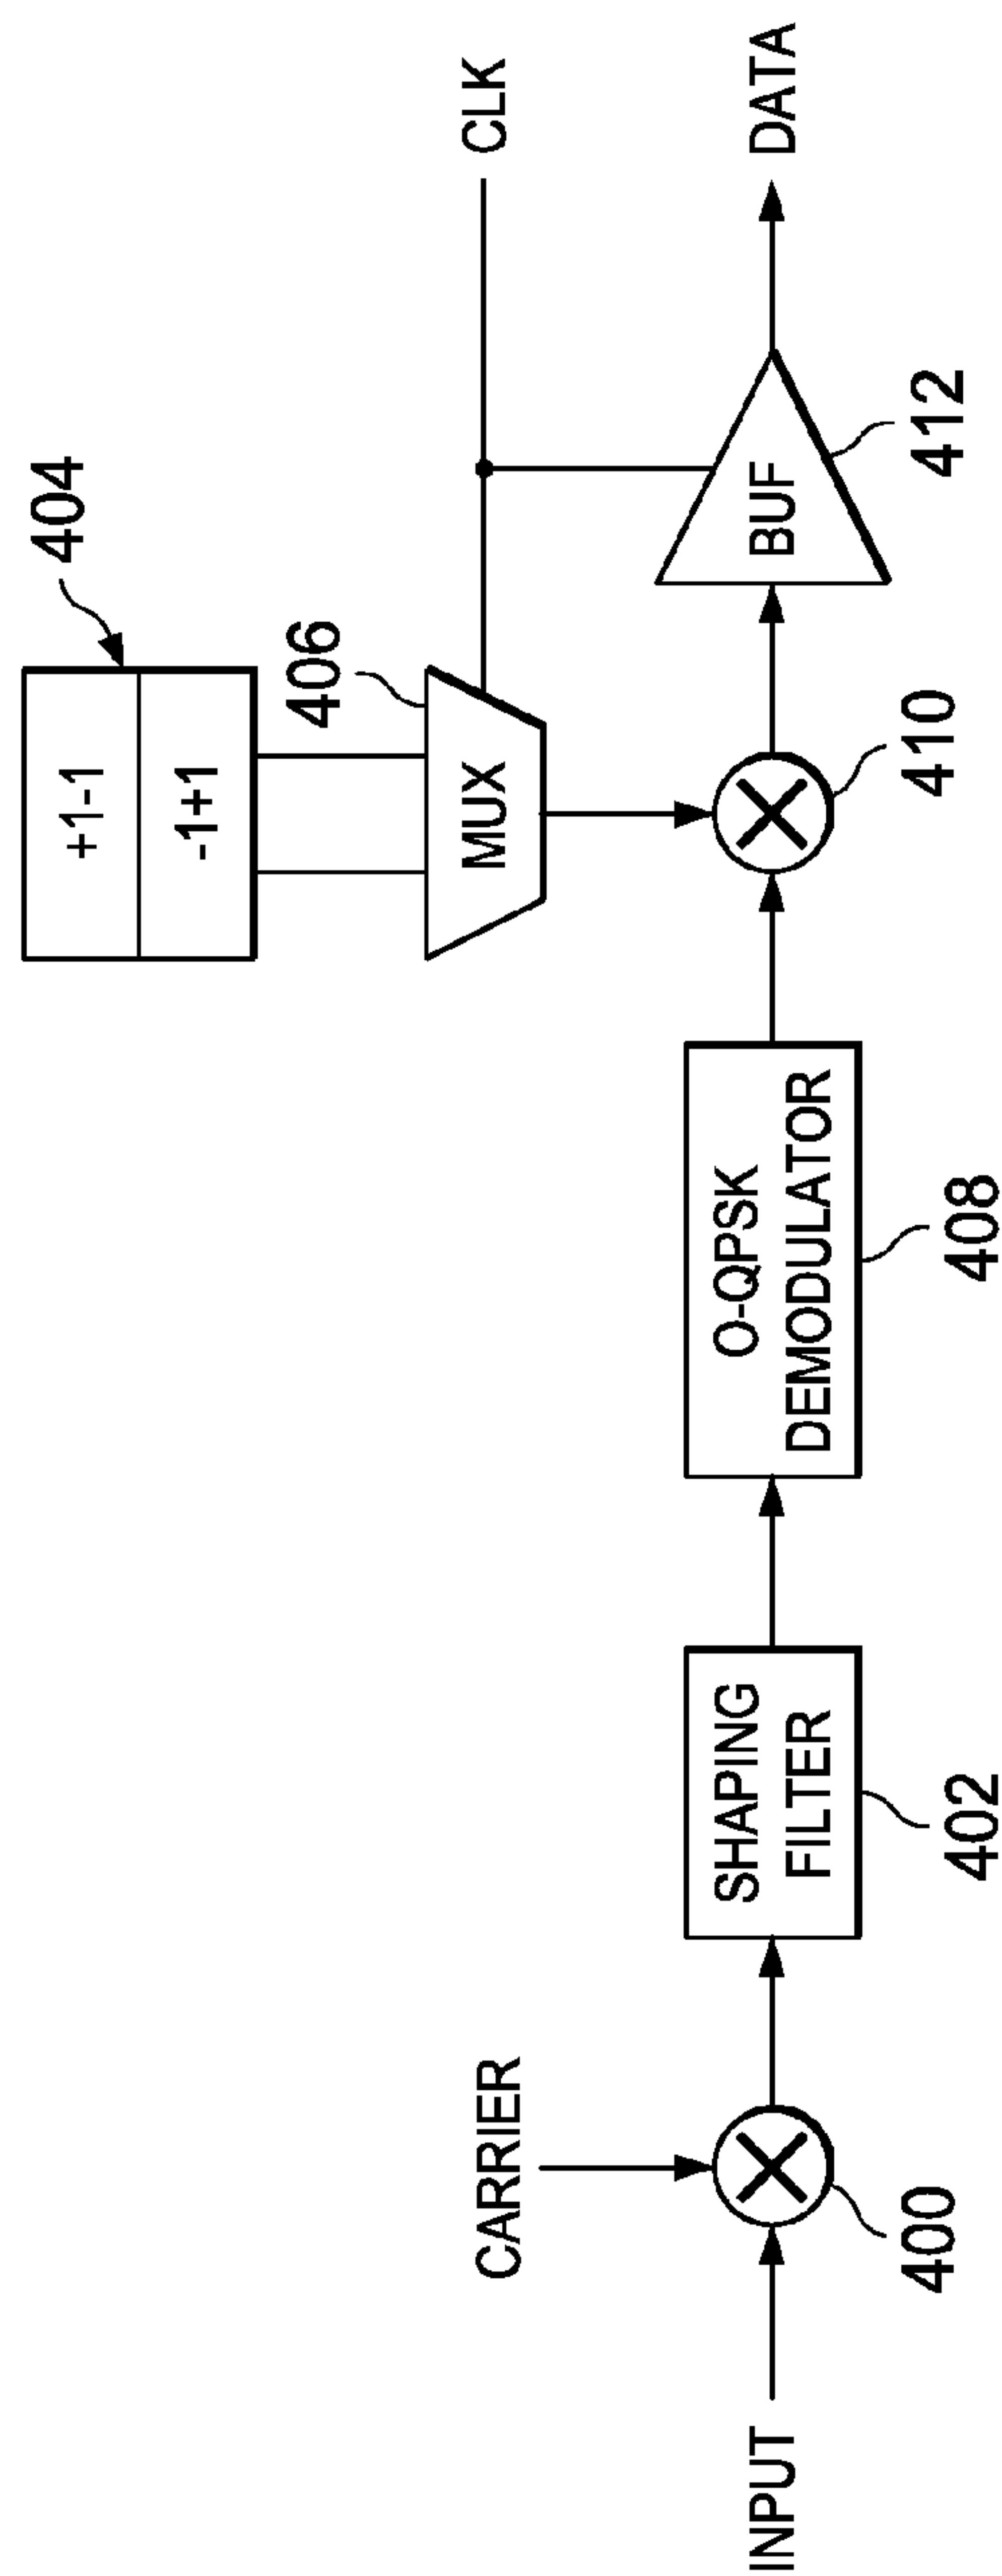 +1-1
-1+1
404
406
MUX
CLK
CARRIER
INPUT
400
SHAPING
FILTER
402
O-QPSK
DEMODULATOR
408
410
BUF
412
DATA